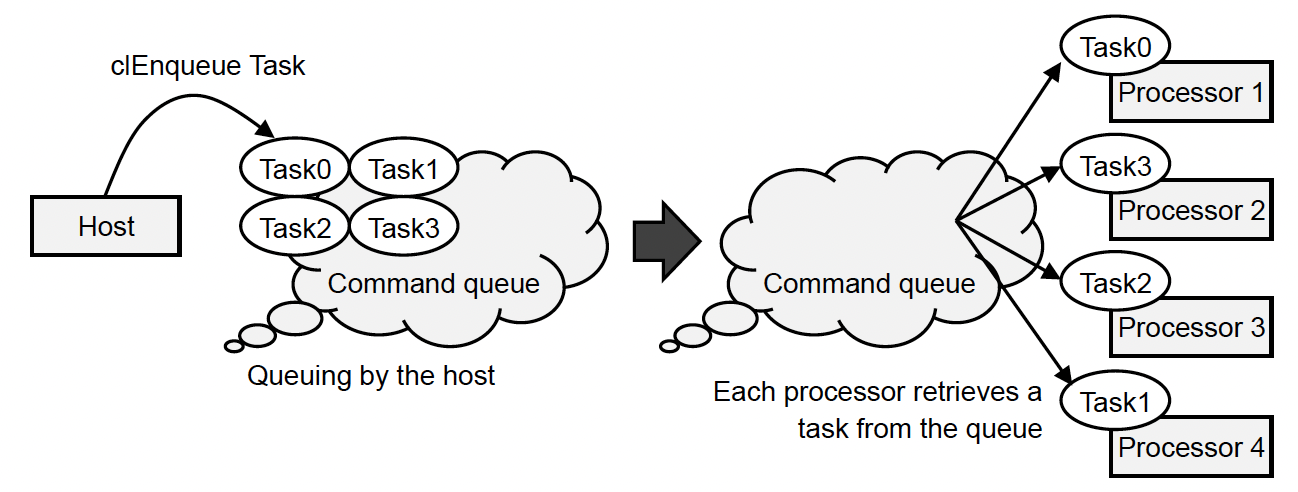 clEnqueue Task
Host
Task0
Task1
Task2
Task3
Command queue
Queuing by the host
Command queue
Each processor retrieves a
task from the queue
Task0
Processor 1
Task3
Processor 2
Task2
Processor 3
Task1
Processor 4